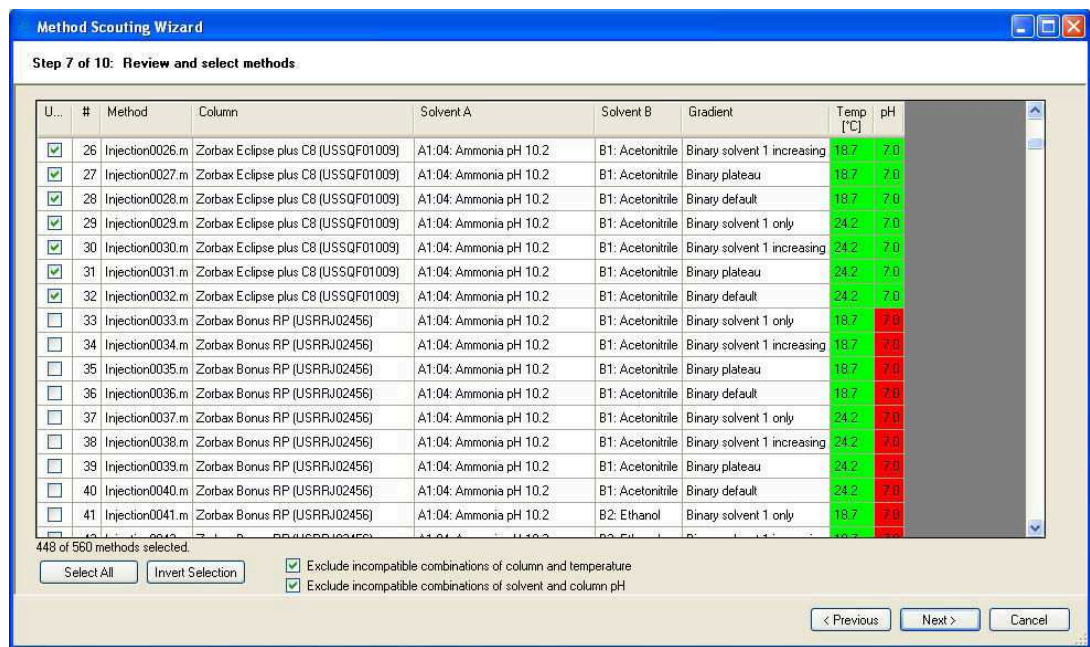 Method Scouting Wizard
Step 7 of 10: Review and select methods
U... # Method Column Solvent A Solvent B Gradient Temp [°C] pH
26 Injection0026.m Zorbax Eclipse plus C8 (USSQF01009) A1:04: Ammonia pH 10.2 B1: Acetonitrile Binary solvent 1 increasing 18.7 7.0
27 Injection0027.m Zorbax Eclipse plus C8 (USSQF01009) A1:04: Ammonia pH 10.2 B1: Acetonitrile Binary plateau 18.7 7.0
28 Injection0028.m Zorbax Eclipse plus C8 (USSQF01009) A1:04: Ammonia pH 10.2 B1: Acetonitrile Binary default 18.7 7.0
29 Injection0029.m Zorbax Eclipse plus C8 (USSQF01009) A1:04: Ammonia pH 10.2 B1: Acetonitrile Binary solvent 1 only 24.2 7.0
30 Injection0030.m Zorbax Eclipse plus C8 (USSQF01009) A1:04: Ammonia pH 10.2 B1: Acetonitrile Binary solvent 1 increasing 24.2 7.0
31 Injection0031.m Zorbax Eclipse plus C8 (USSQF01009) A1:04: Ammonia pH 10.2 B1: Acetonitrile Binary plateau 24.2 7.0
32 Injection0032.m Zorbax Eclipse plus C8 (USSQF01009) A1:04: Ammonia pH 10.2 B1: Acetonitrile Binary default 24.2 7.0
33 Injection0033.m Zorbax Bonus RP (USRRJ02456) A1:04: Ammonia pH 10.2 B1: Acetonitrile Binary solvent 1 only 18.7 7.0
34 Injection0034.m Zorbax Bonus RP (USRRJ02456) A1:04: Ammonia pH 10.2 B1: Acetonitrile Binary solvent 1 increasing 18.7 7.0
35 Injection0035.m Zorbax Bonus RP (USRRJ02456) A1:04: Ammonia pH 10.2 B1: Acetonitrile Binary plateau 18.7 7.0
36 Injection0036.m Zorbax Bonus RP (USRRJ02456) A1:04: Ammonia pH 10.2 B1: Acetonitrile Binary default 18.7 7.0
37 Injection0037.m Zorbax Bonus RP (USRRJ02456) A1:04: Ammonia pH 10.2 B1: Acetonitrile Binary solvent 1 only 24.2 7.0
38 Injection0038.m Zorbax Bonus RP (USRRJ02456) A1:04: Ammonia pH 10.2 B1: Acetonitrile Binary solvent 1 increasing 24.2 7.0
39 Injection0039.m Zorbax Bonus RP (USRRJ02456) A1:04: Ammonia pH 10.2 B1: Acetonitrile Binary plateau 24.2 7.0
40 Injection0040.m Zorbax Bonus RP (USRRJ02456) A1:04: Ammonia pH 10.2 B1: Acetonitrile Binary default 24.2 7.0
41 Injection0041.m Zorbax Bonus RP (USRRJ02456) A1:04: Ammonia pH 10.2 B2: Ethanol Binary solvent 1 only 18.7 7.0
448 of 560 methods selected.
Select All Invert Selection Exclude incompatible combinations of column and temperature
Exclude incompatible combinations of solvent and column pH
< Previous Next > Cancel